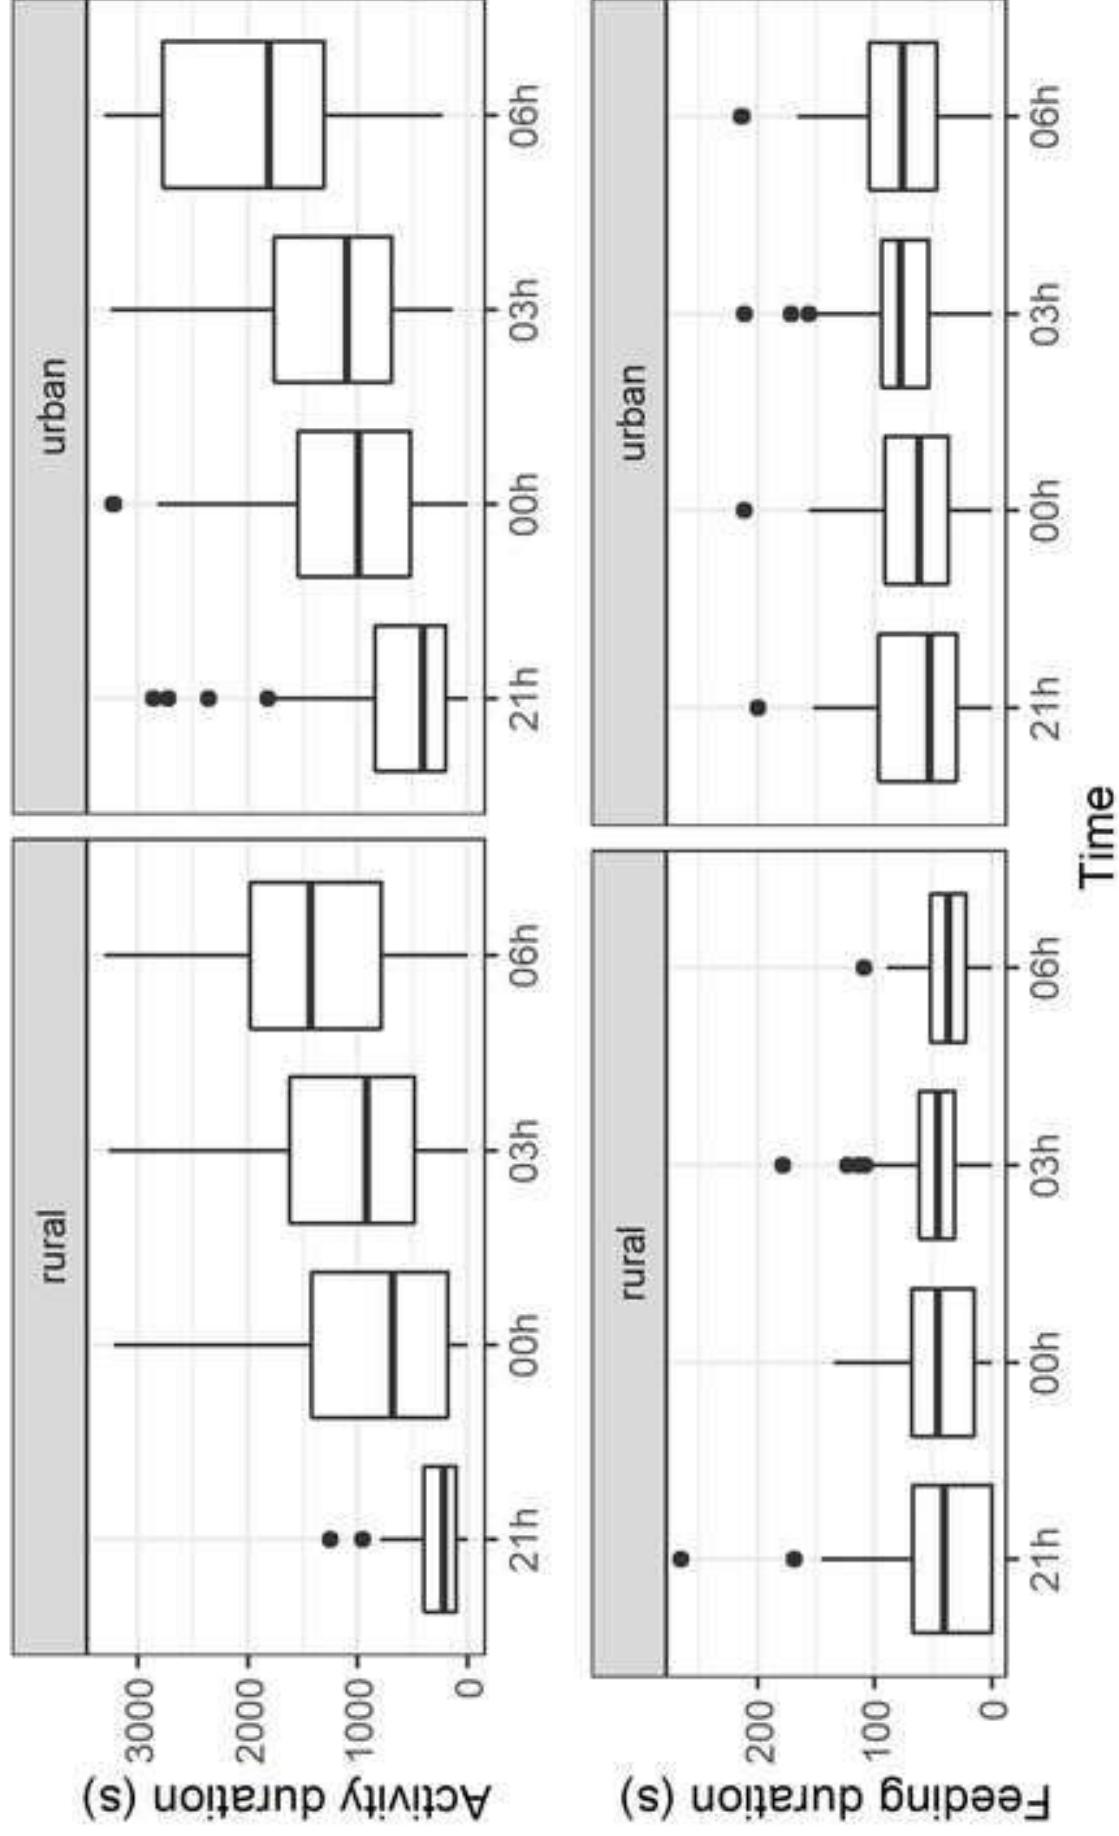 rural
urban
Activity duration (s)
3000
2000
1000
0
21h
00h
03h
06h
21h
00h
03h
06h
rural
urban
Feeding duration (s)
200
100
0
21h
00h
03h
06h
21h
00h
03h
06h
Time